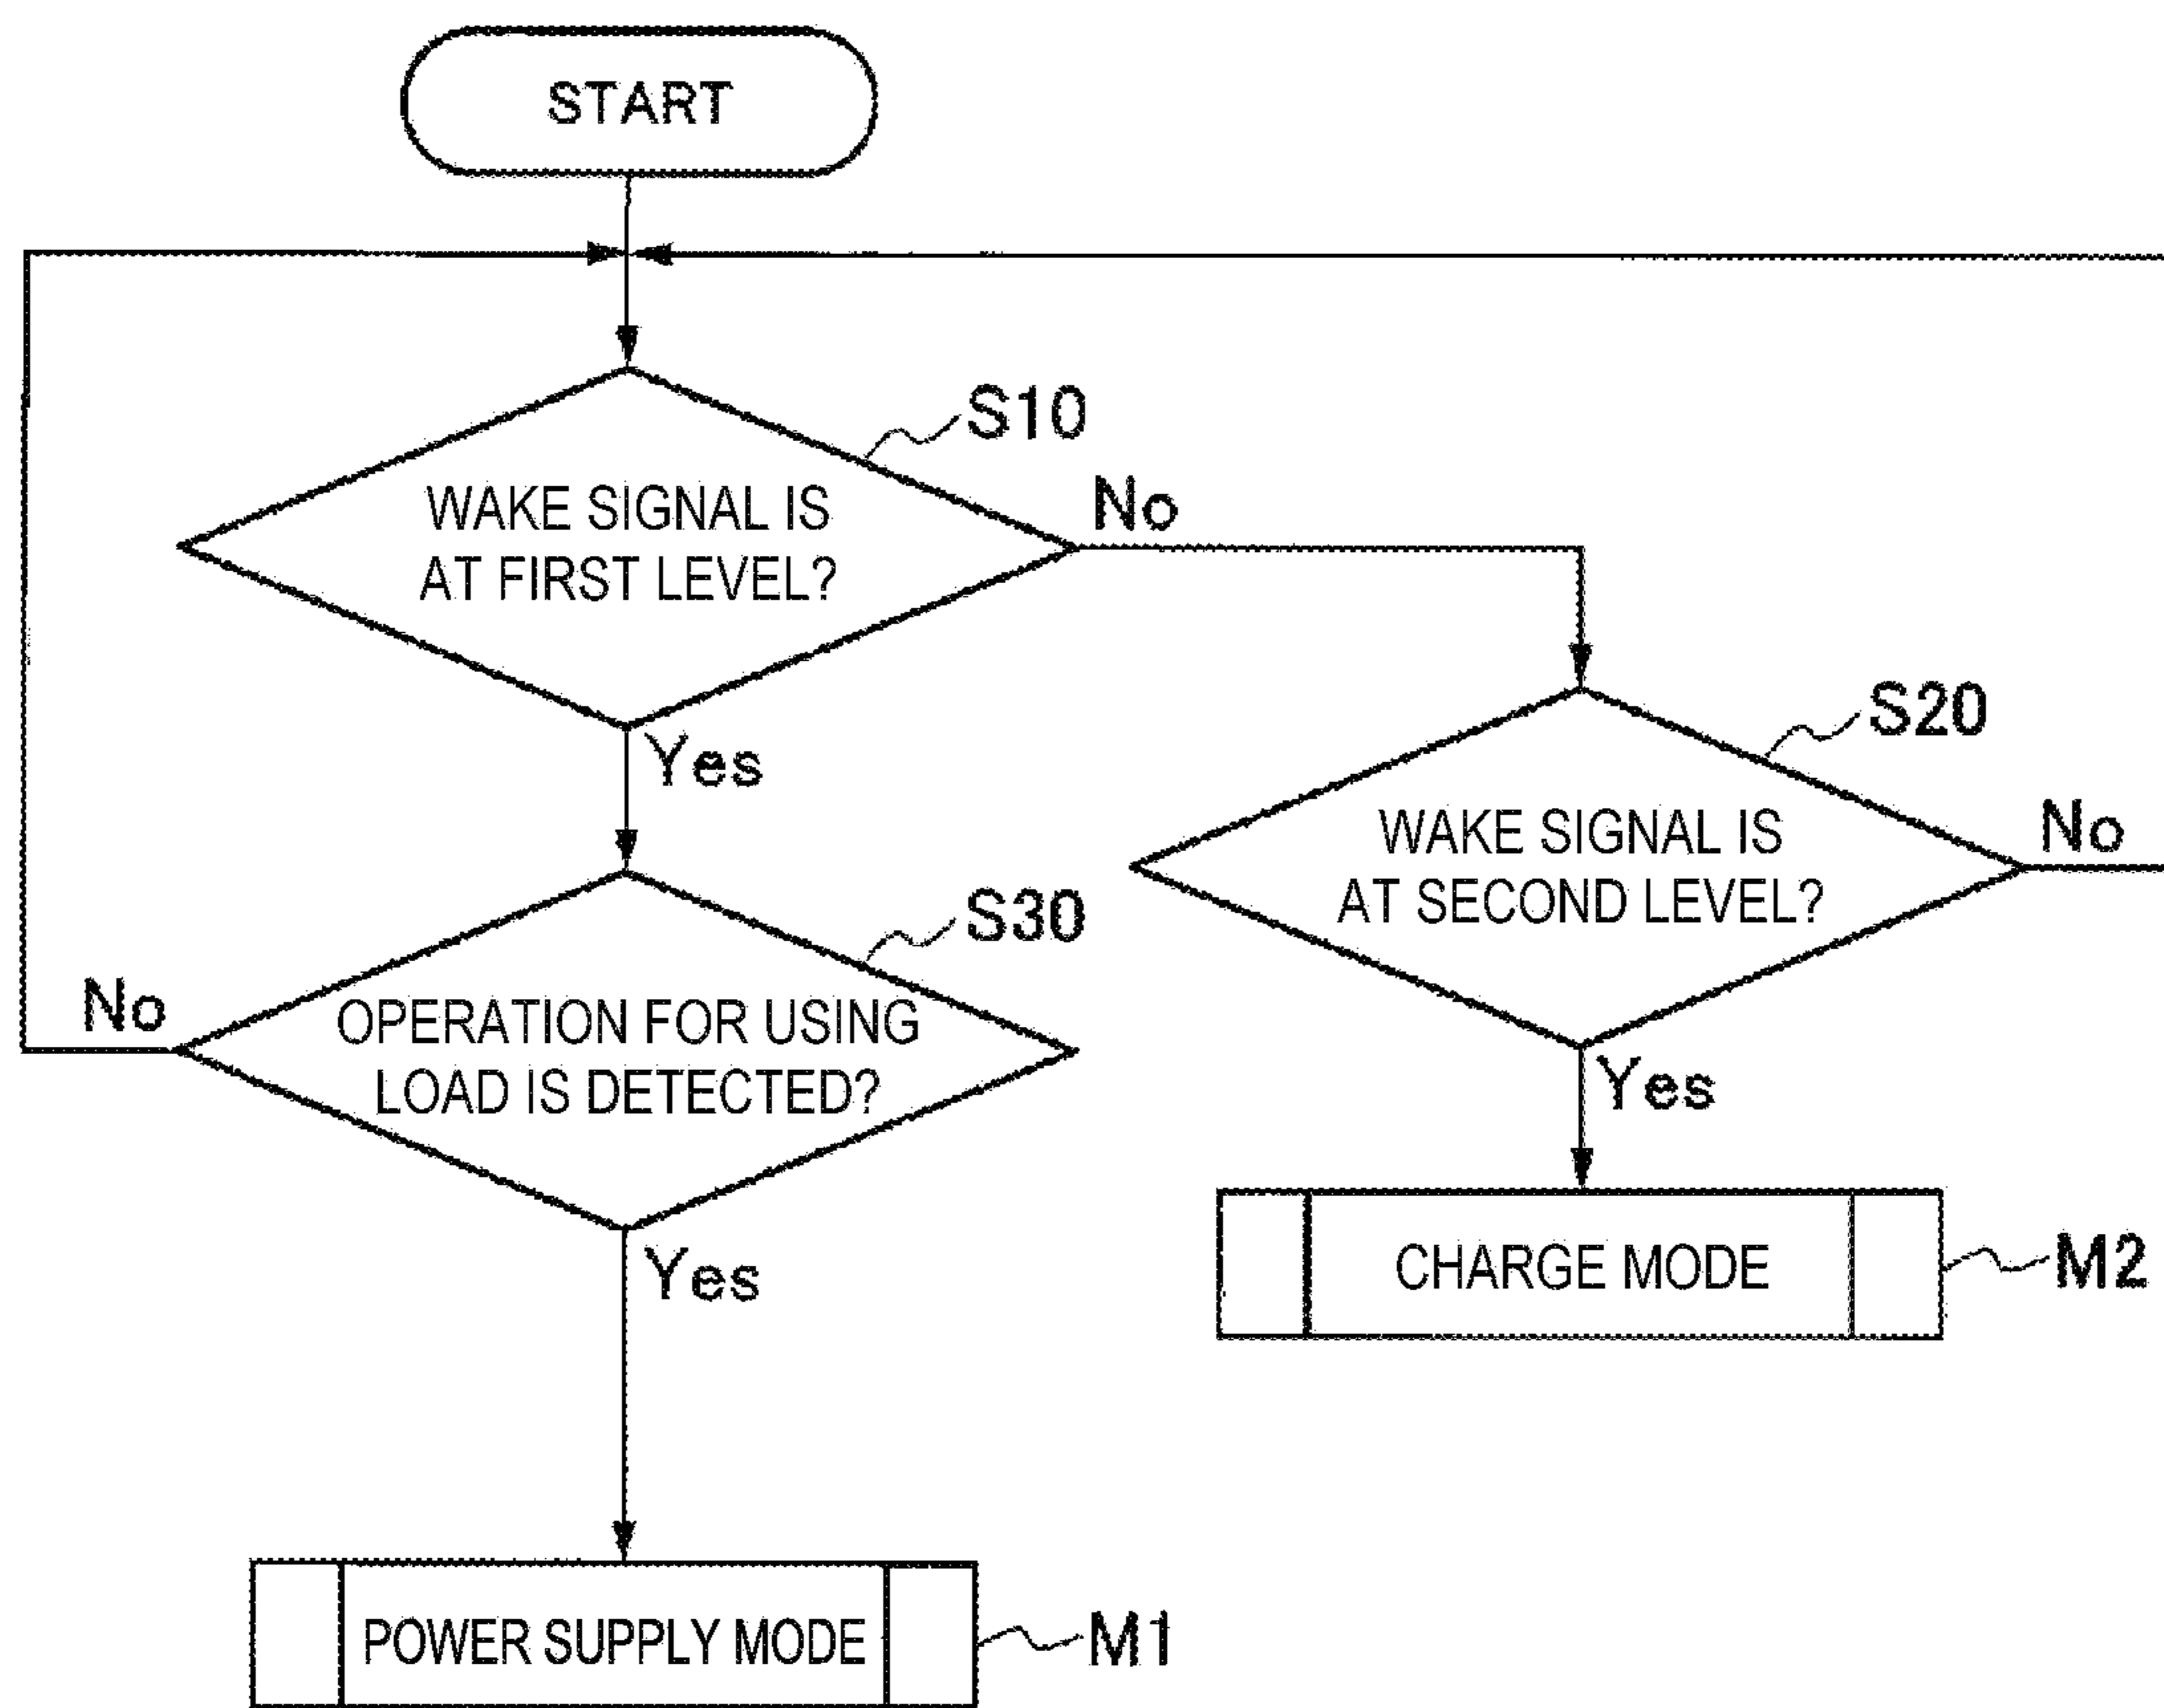 START
S10
WAKE SIGNAL IS
AT FIRST LEVEL?
No
Yes
S20
WAKE SIGNAL IS
AT SECOND LEVEL?
No
Yes
S30
OPERATION FOR USING
LOAD IS DETECTED?
No
Yes
CHARGE MODE
M2
POWER SUPPLY MODE
M1